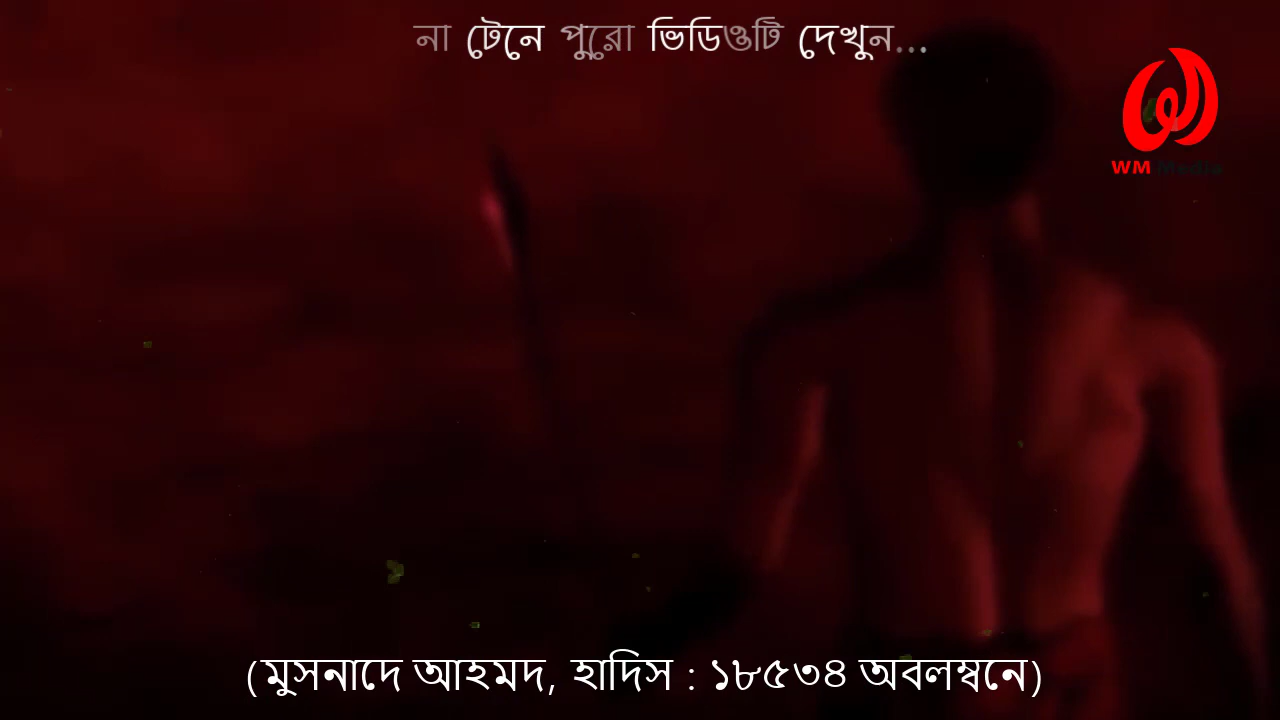 না টেনে পুরো ভিডিওটি দেখুন...
WM Media
(মুসনাদে আহমদ, হাদিস : ১৮৫৩৪ অবলম্বনে)